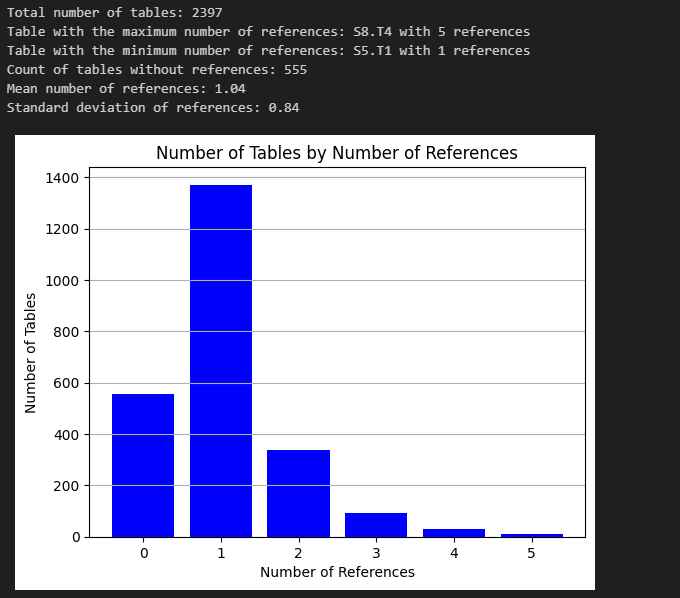 Total number of tables: 2397
Table with the maximum number of references: S8.T4 with 5 references
Table with the minimum number of references: S5.T1 with 1 references
Count of tables without references: 555
Mean number of references: 1.04
Standard deviation of references: 0.84
Number of Tables by Number of References
1400
1200
1000
800
600
400
200
0
Number of Tables
0 1 2 3 4 5
Number of References